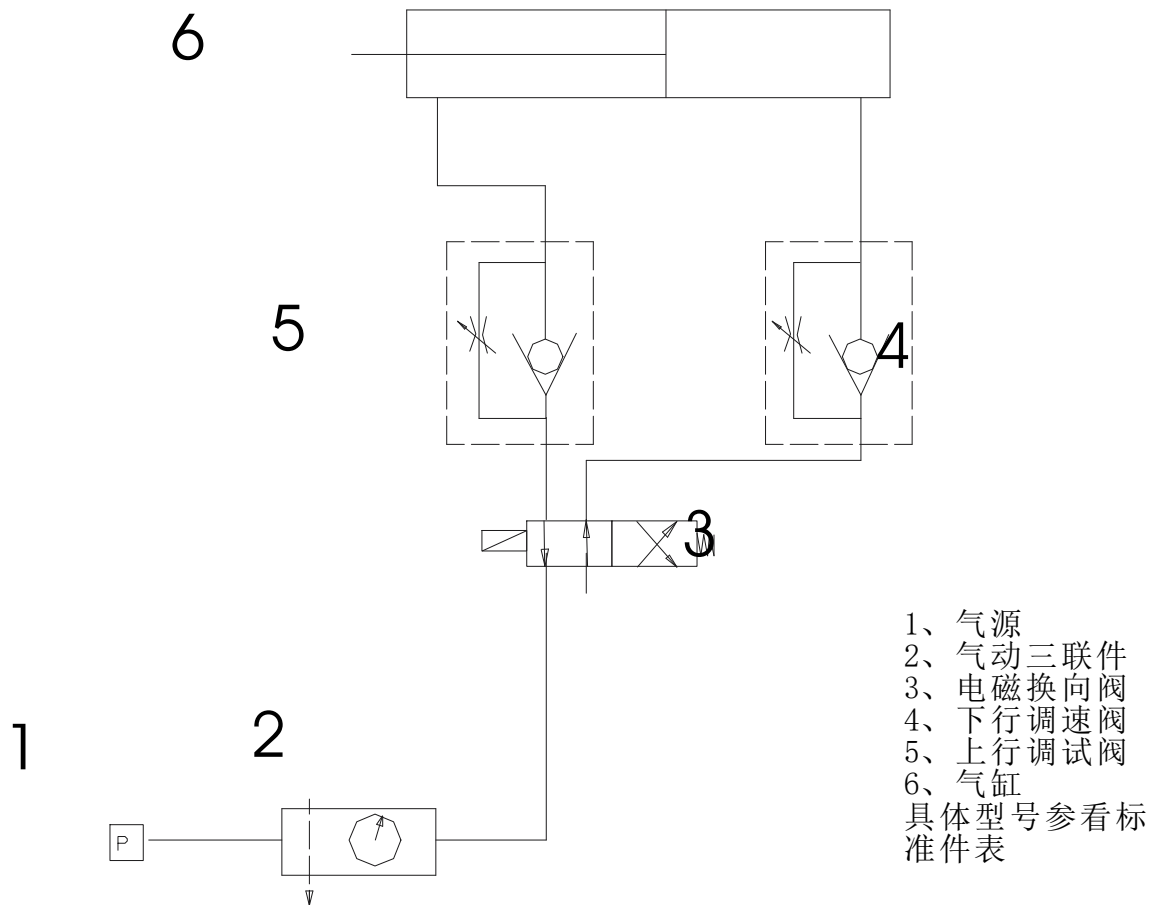 6
5
4
3
1、气源
2、气动三联件
3、电磁换向阀
4、下行调速阀
5、上行调试阀
6、气缸
具体型号参看标
准件表
1
2
P